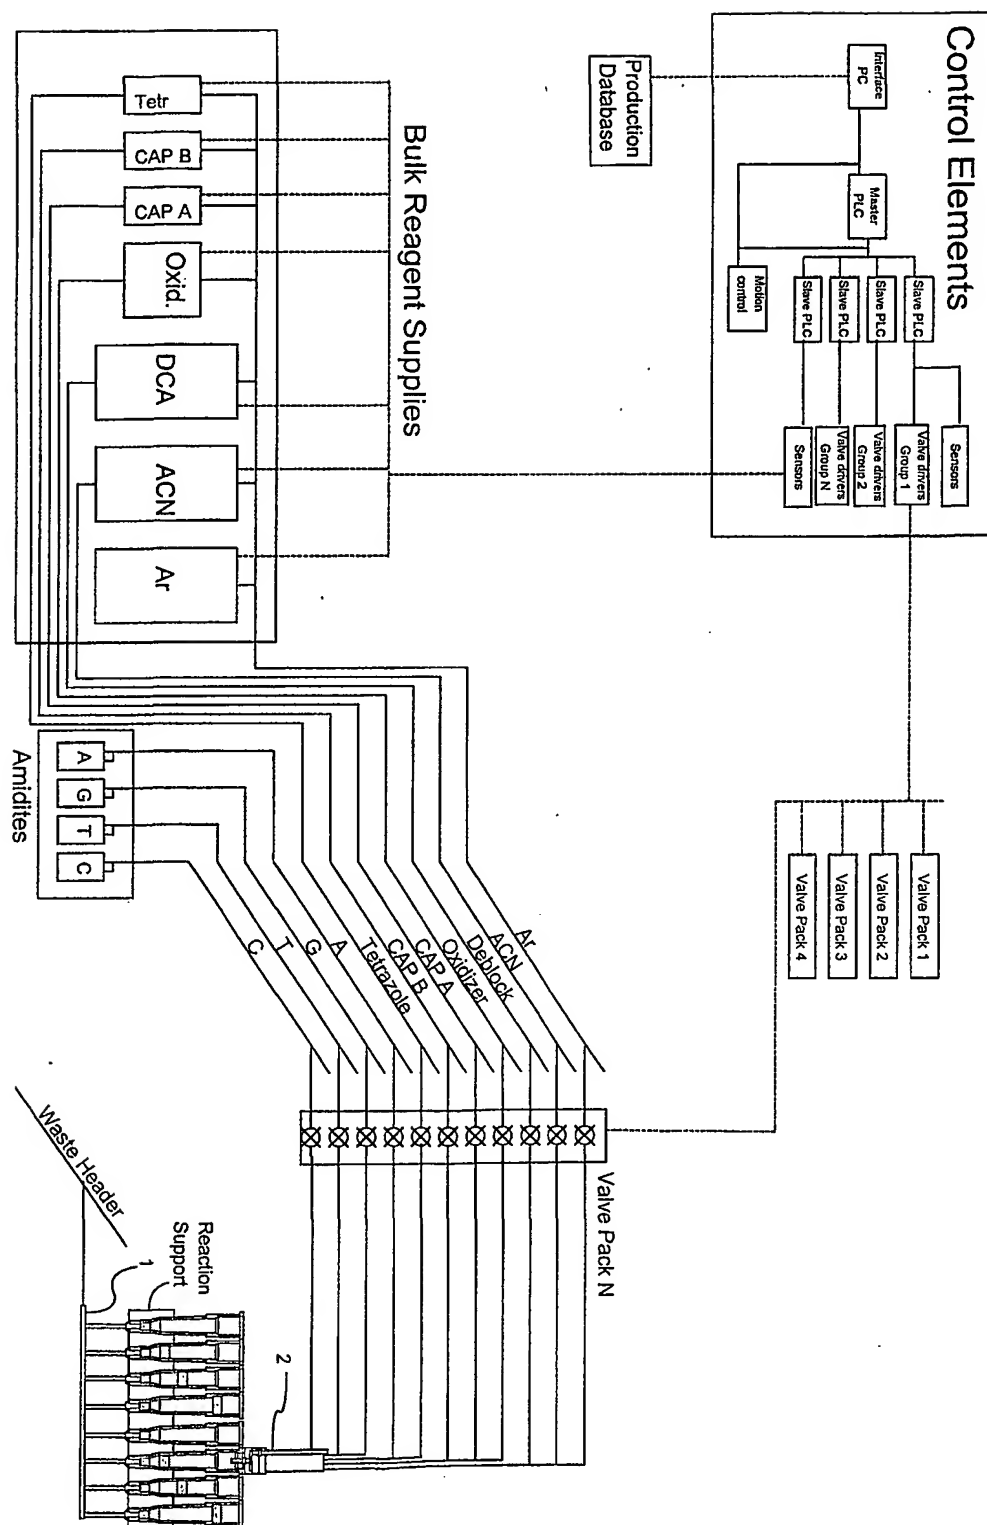 Control Elements
Interface
PC
Master
PLC
Motion
control
Slave PLC
Slave PLC
Slave PLC
Slave PLC
Sensors
Valve drivers
Group 1
Valve drivers
Group 2
Valve drivers
Group N
Sensors
Production
Database
Bulk Reagent Supplies
Tetr
CAP B
CAP A
Oxid.
DCA
ACN
Ar
Valve Pack 1
Valve Pack 2
Valve Pack 3
Valve Pack 4
Amidites
A
G
T
C
Ar
ACN
Deblock
Oxidizer
CAP A
CAP B
Tetrazole
A
G
T
C
Valve Pack N
Waste Header
Reaction
Support
1
2